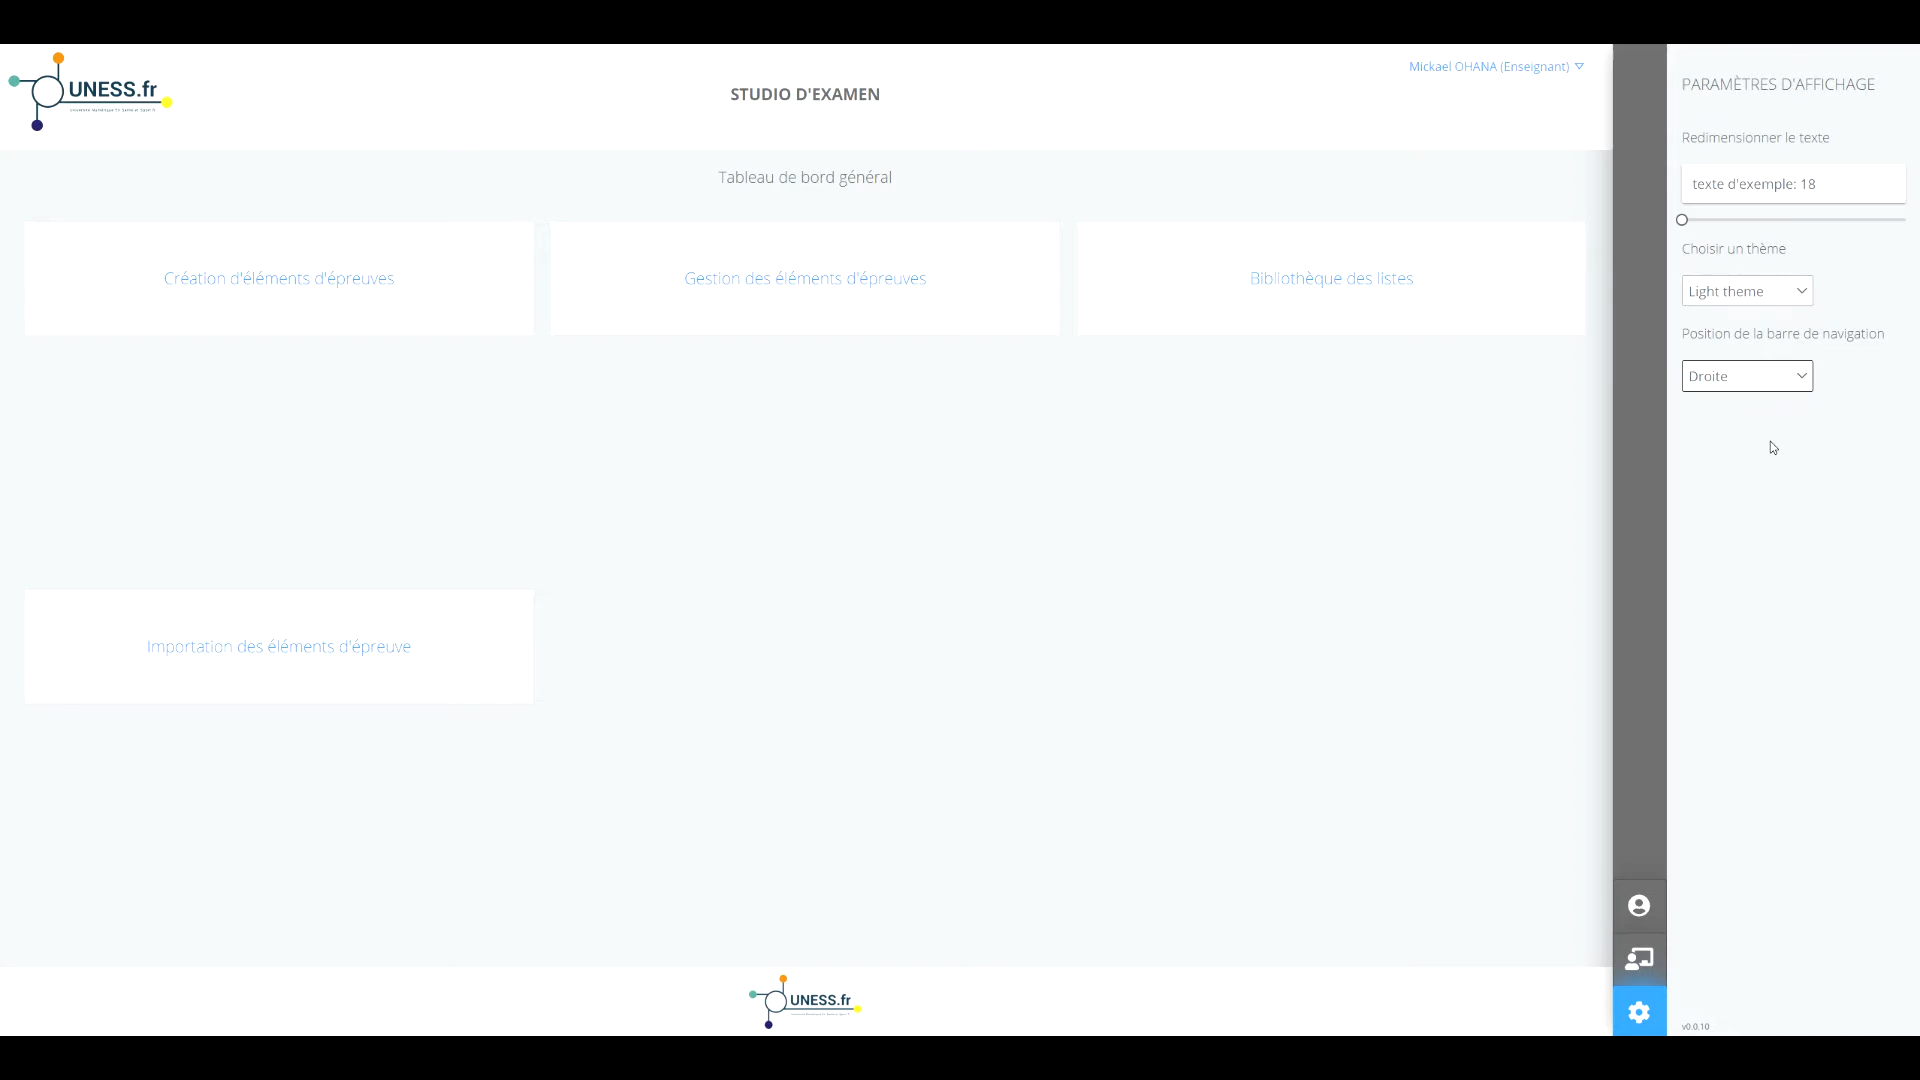 UNESS.fr
STUDIO D'EXAMEN
Mickael OHANA (Enseignant)
Tableau de bord général
Création d'éléments d'épreuves
Gestion des éléments d'épreuves
Bibliothèque des listes
Importation des éléments d'épreuve
UNESS.fr
PARAMÈTRES D'AFFICHAGE
Redimensionner le texte
texte d'exemple: 18
Choisir un thème
Light theme
Position de la barre de navigation
Droite
v0.0.10